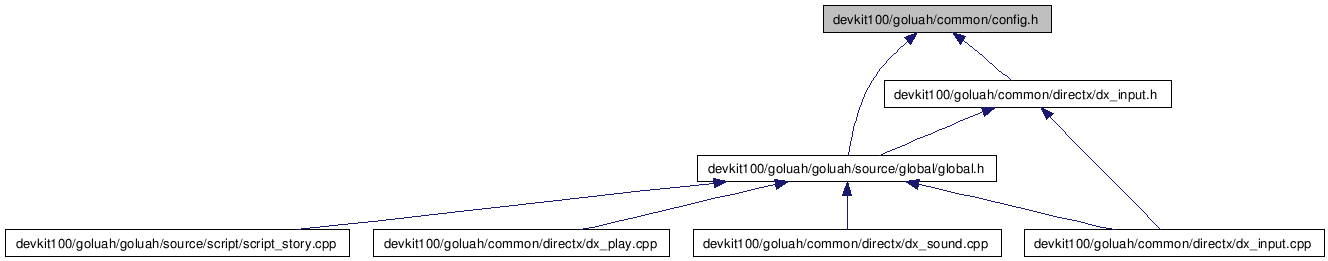 devkit100/goluah/common/config.h
devkit100/goluah/common/directx/dx_input.h
devkit100/goluah/goluah/source/global/global.h
devkit100/goluah/goluah/source/script/script_story.cpp
devkit100/goluah/common/directx/dx_play.cpp
devkit100/goluah/common/directx/dx_sound.cpp
devkit100/goluah/common/directx/dx_input.cpp